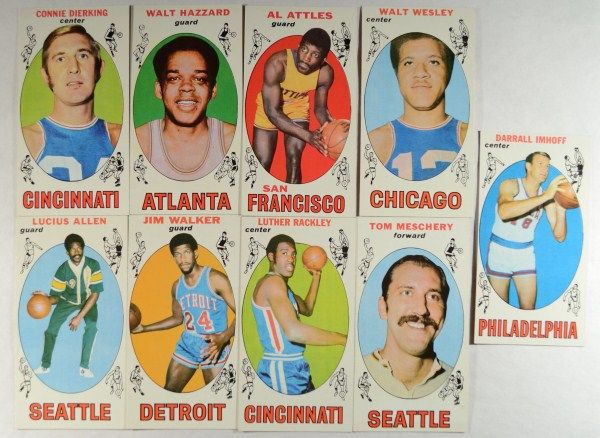 CONNIE DIERKING
center
CINCINNATI
WALT HAZZARD
guard
ATLANTA
AL ATTLES
guard
SAN
FRANCISCO
WALT WESLEY
center
12
CHICAGO
DARRALL IMHOFF
center
18
PHILADELPHIA
LUCIUS ALLEN
guard
SEATTLE
JIM WALKER
guard
DETROIT
24
DETROIT
LUTHER RACKLEY
center
CINCINNATI
TOM MESCHERY
forward
SEATTLE